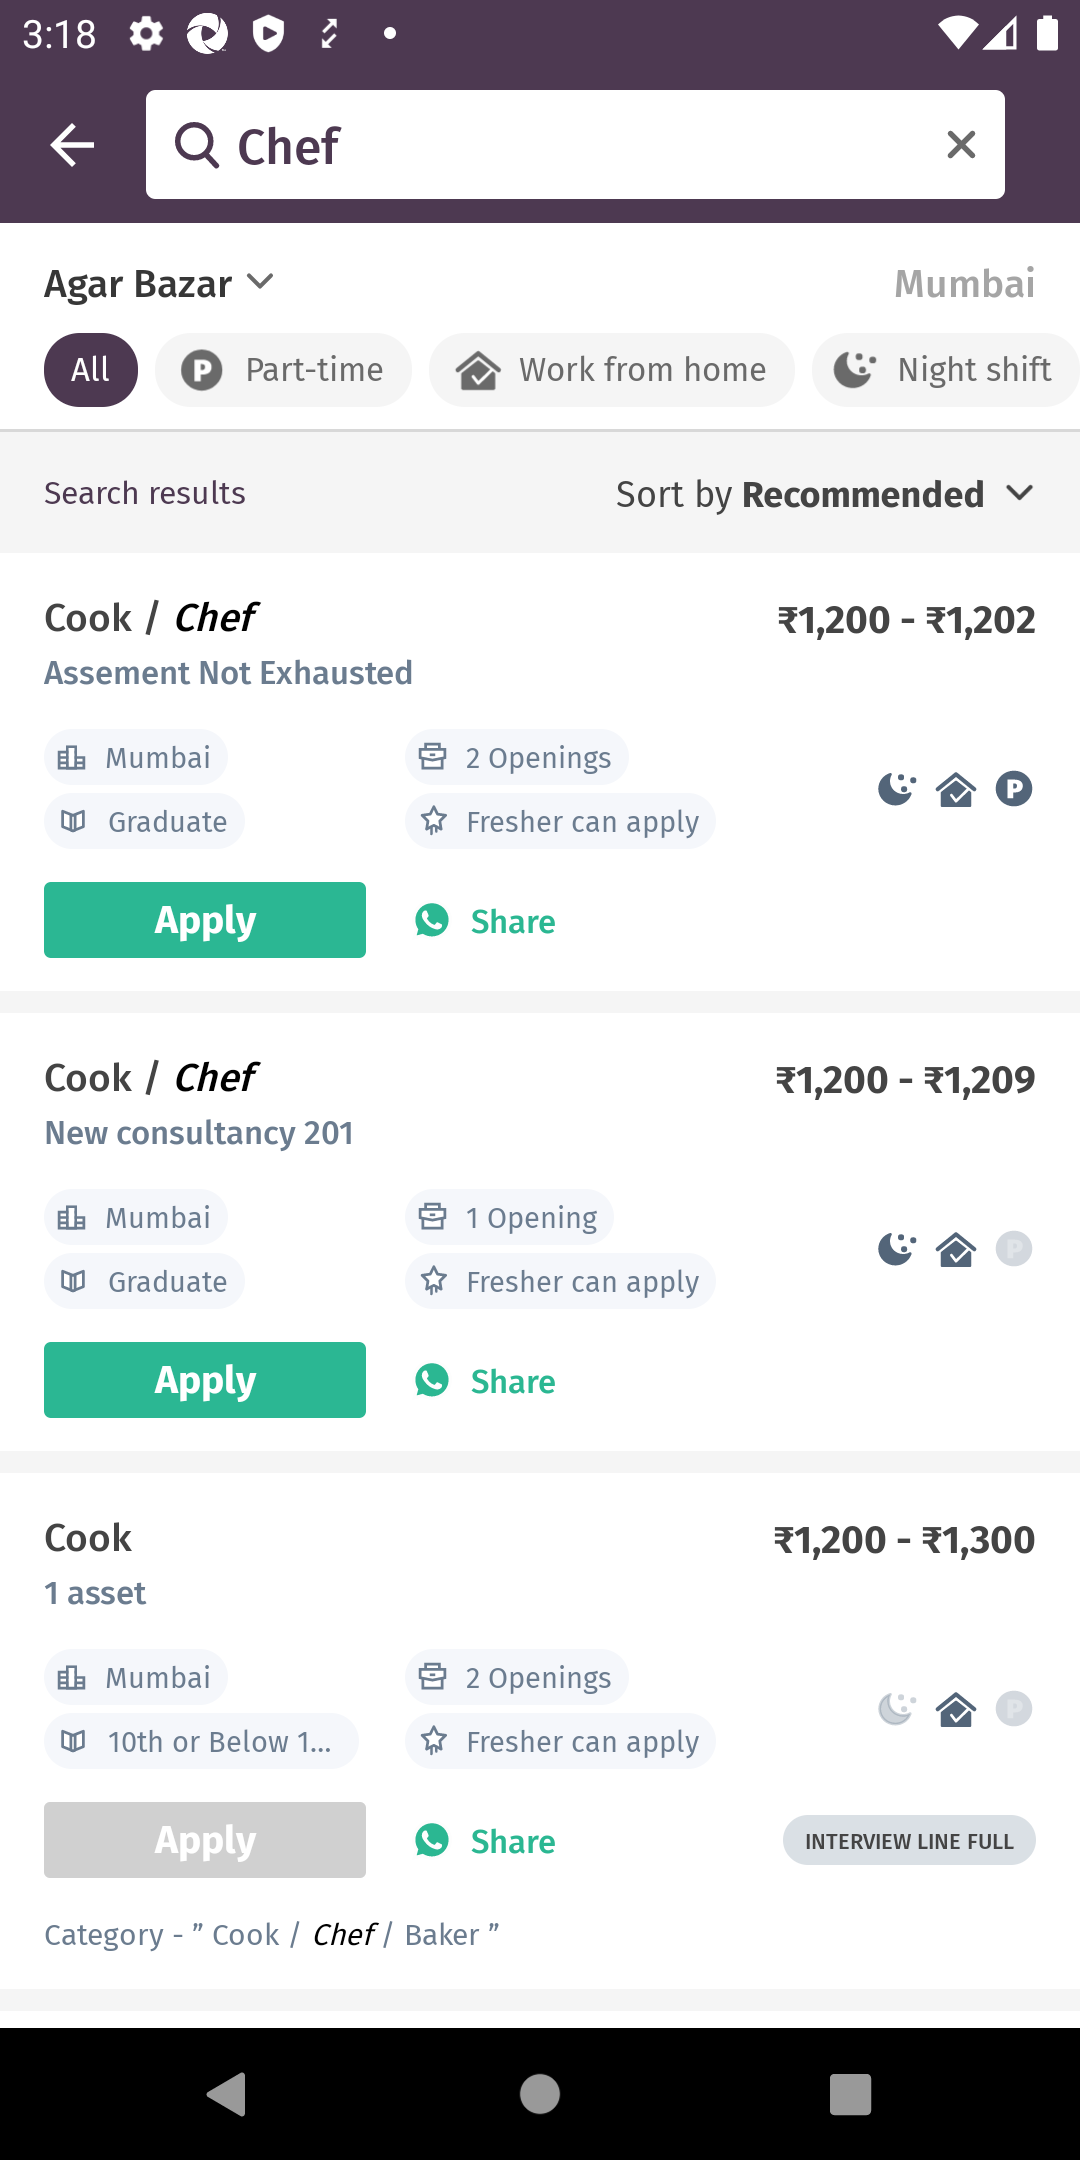 3:18
Chef
Agar Bazar
Mumbai
All
Part-time
Work from home
Night shift
Search results
Sort by Recommended
Cook / Chef
₹1,200 - ₹1,202
Assement Not Exhausted
Mumbai
2 Openings
Graduate
Fresher can apply
Apply
Share
Cook / Chef
₹1,200 - ₹1,209
New consultancy 201
Mumbai
1 Opening
Graduate
Fresher can apply
Apply
Share
Cook
₹1,200 - ₹1,300
1 asset
Mumbai
2 Openings
10th or Below 1...
Fresher can apply
Apply
Share
INTERVIEW LINE FULL
Category - ” Cook / Chef / Baker ”